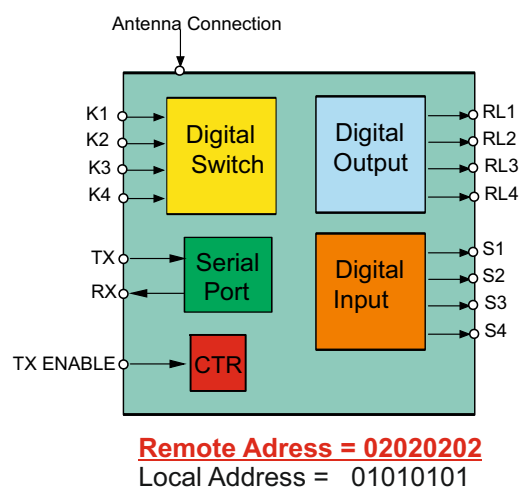 Antenna Connection
K1
K2
K3
K4
Digital
Switch
Digital
Output
RL1
RL2
RL3
RL4
TX
RX
Serial
Port
Digital
Input
S1
S2
S3
S4
TX ENABLE
CTR
Remote Adress = 02020202
Local Address = 01010101